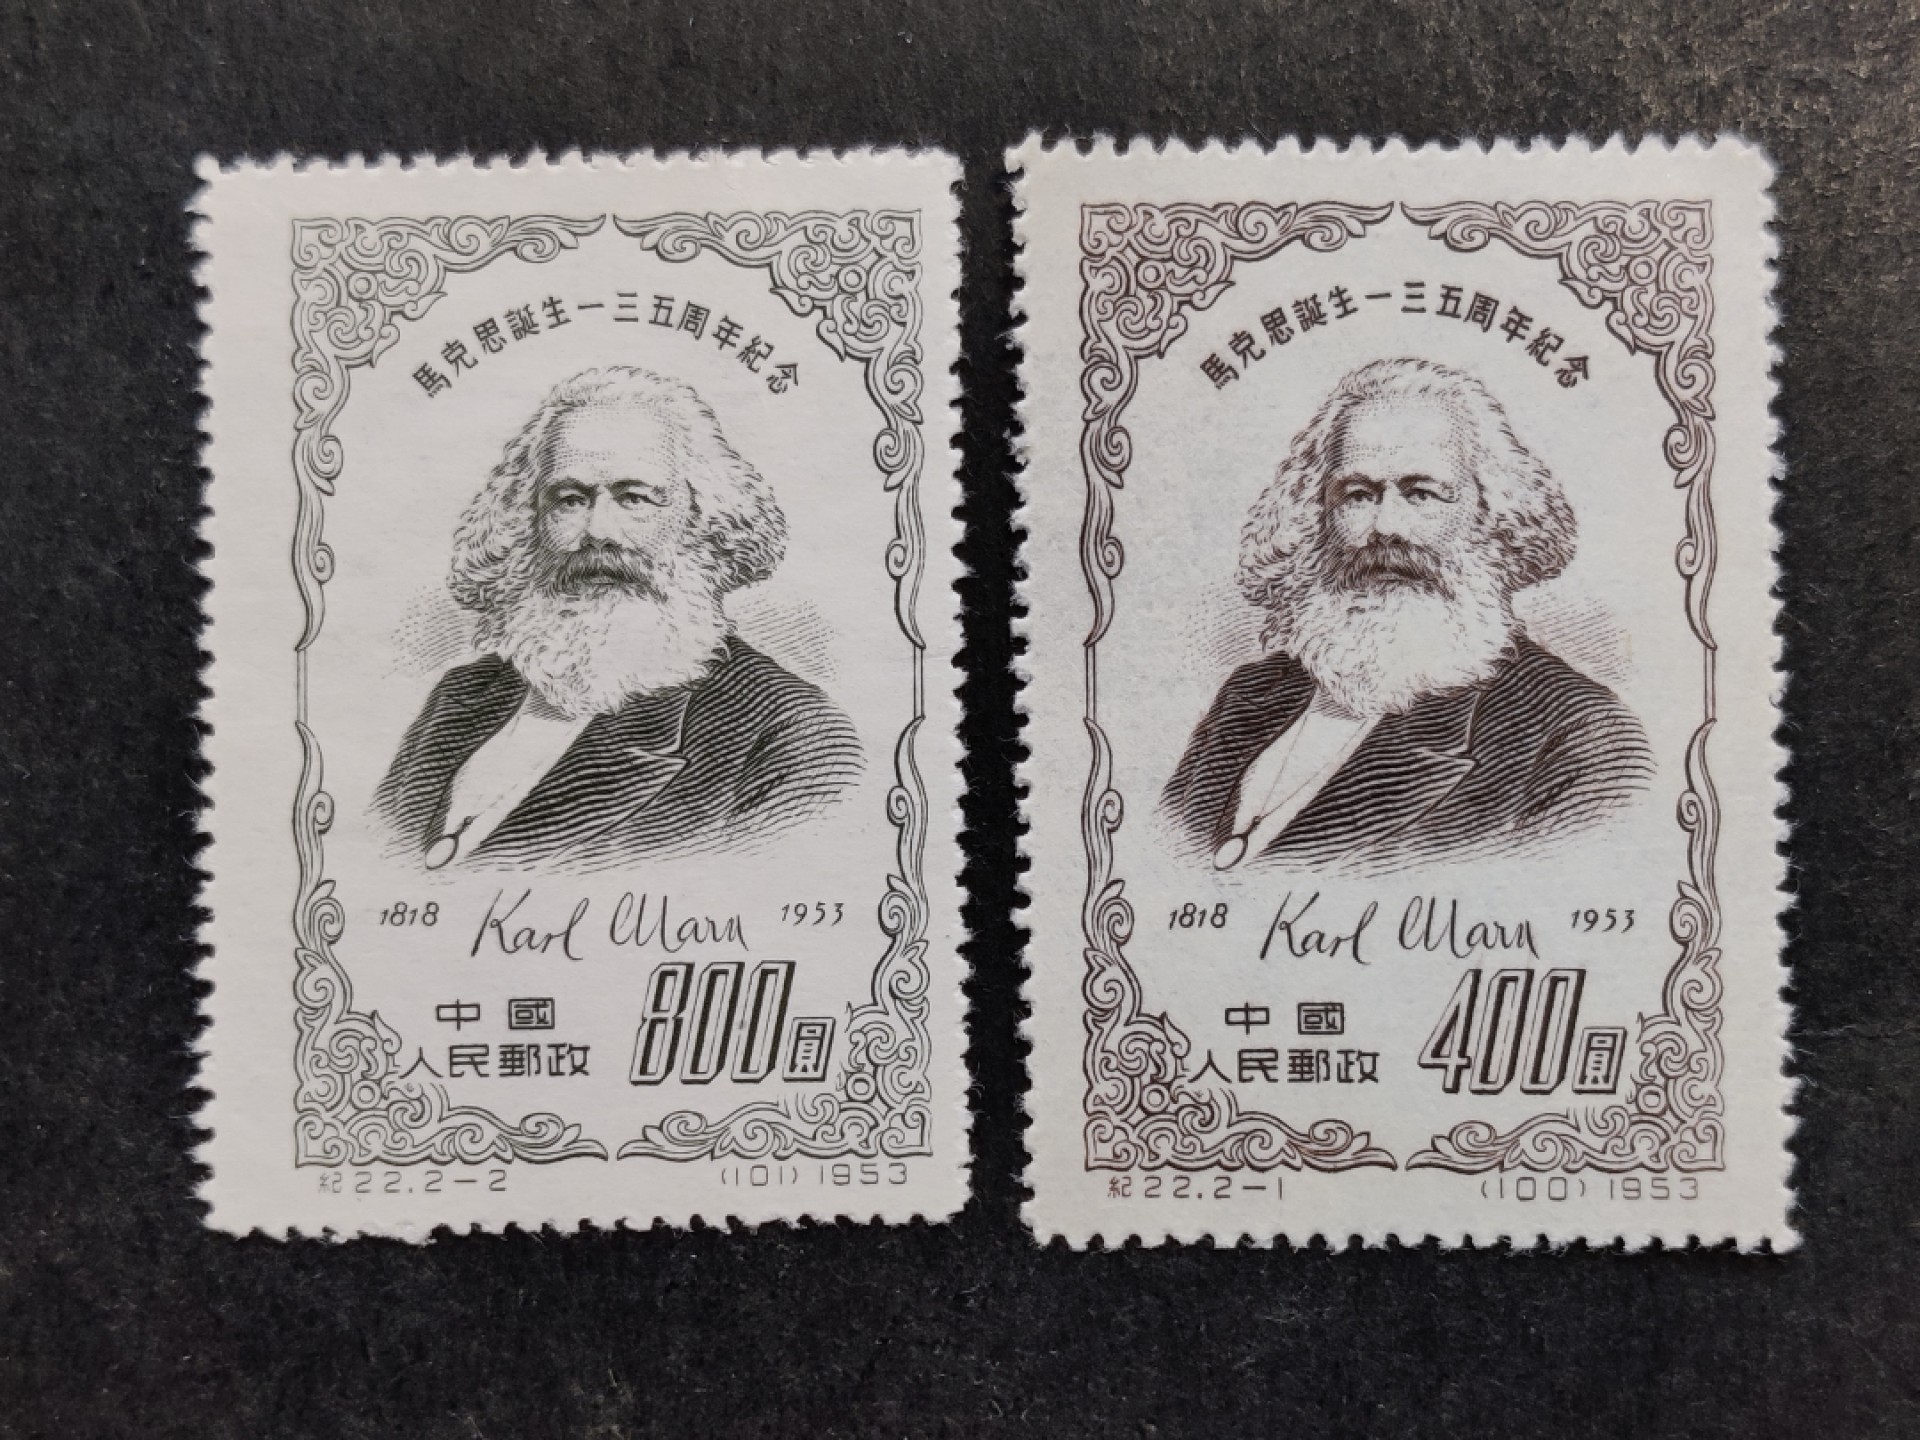 馬克思誕生一三五周年紀念
1818 Karl Marx 1953
中國
人民郵政 800圓
紀22.2-2 (101) 1953
馬克思誕生一三五周年紀念
1818 Karl Marx 1953
中國
人民郵政 400圓
紀22.2-1 (100) 1953